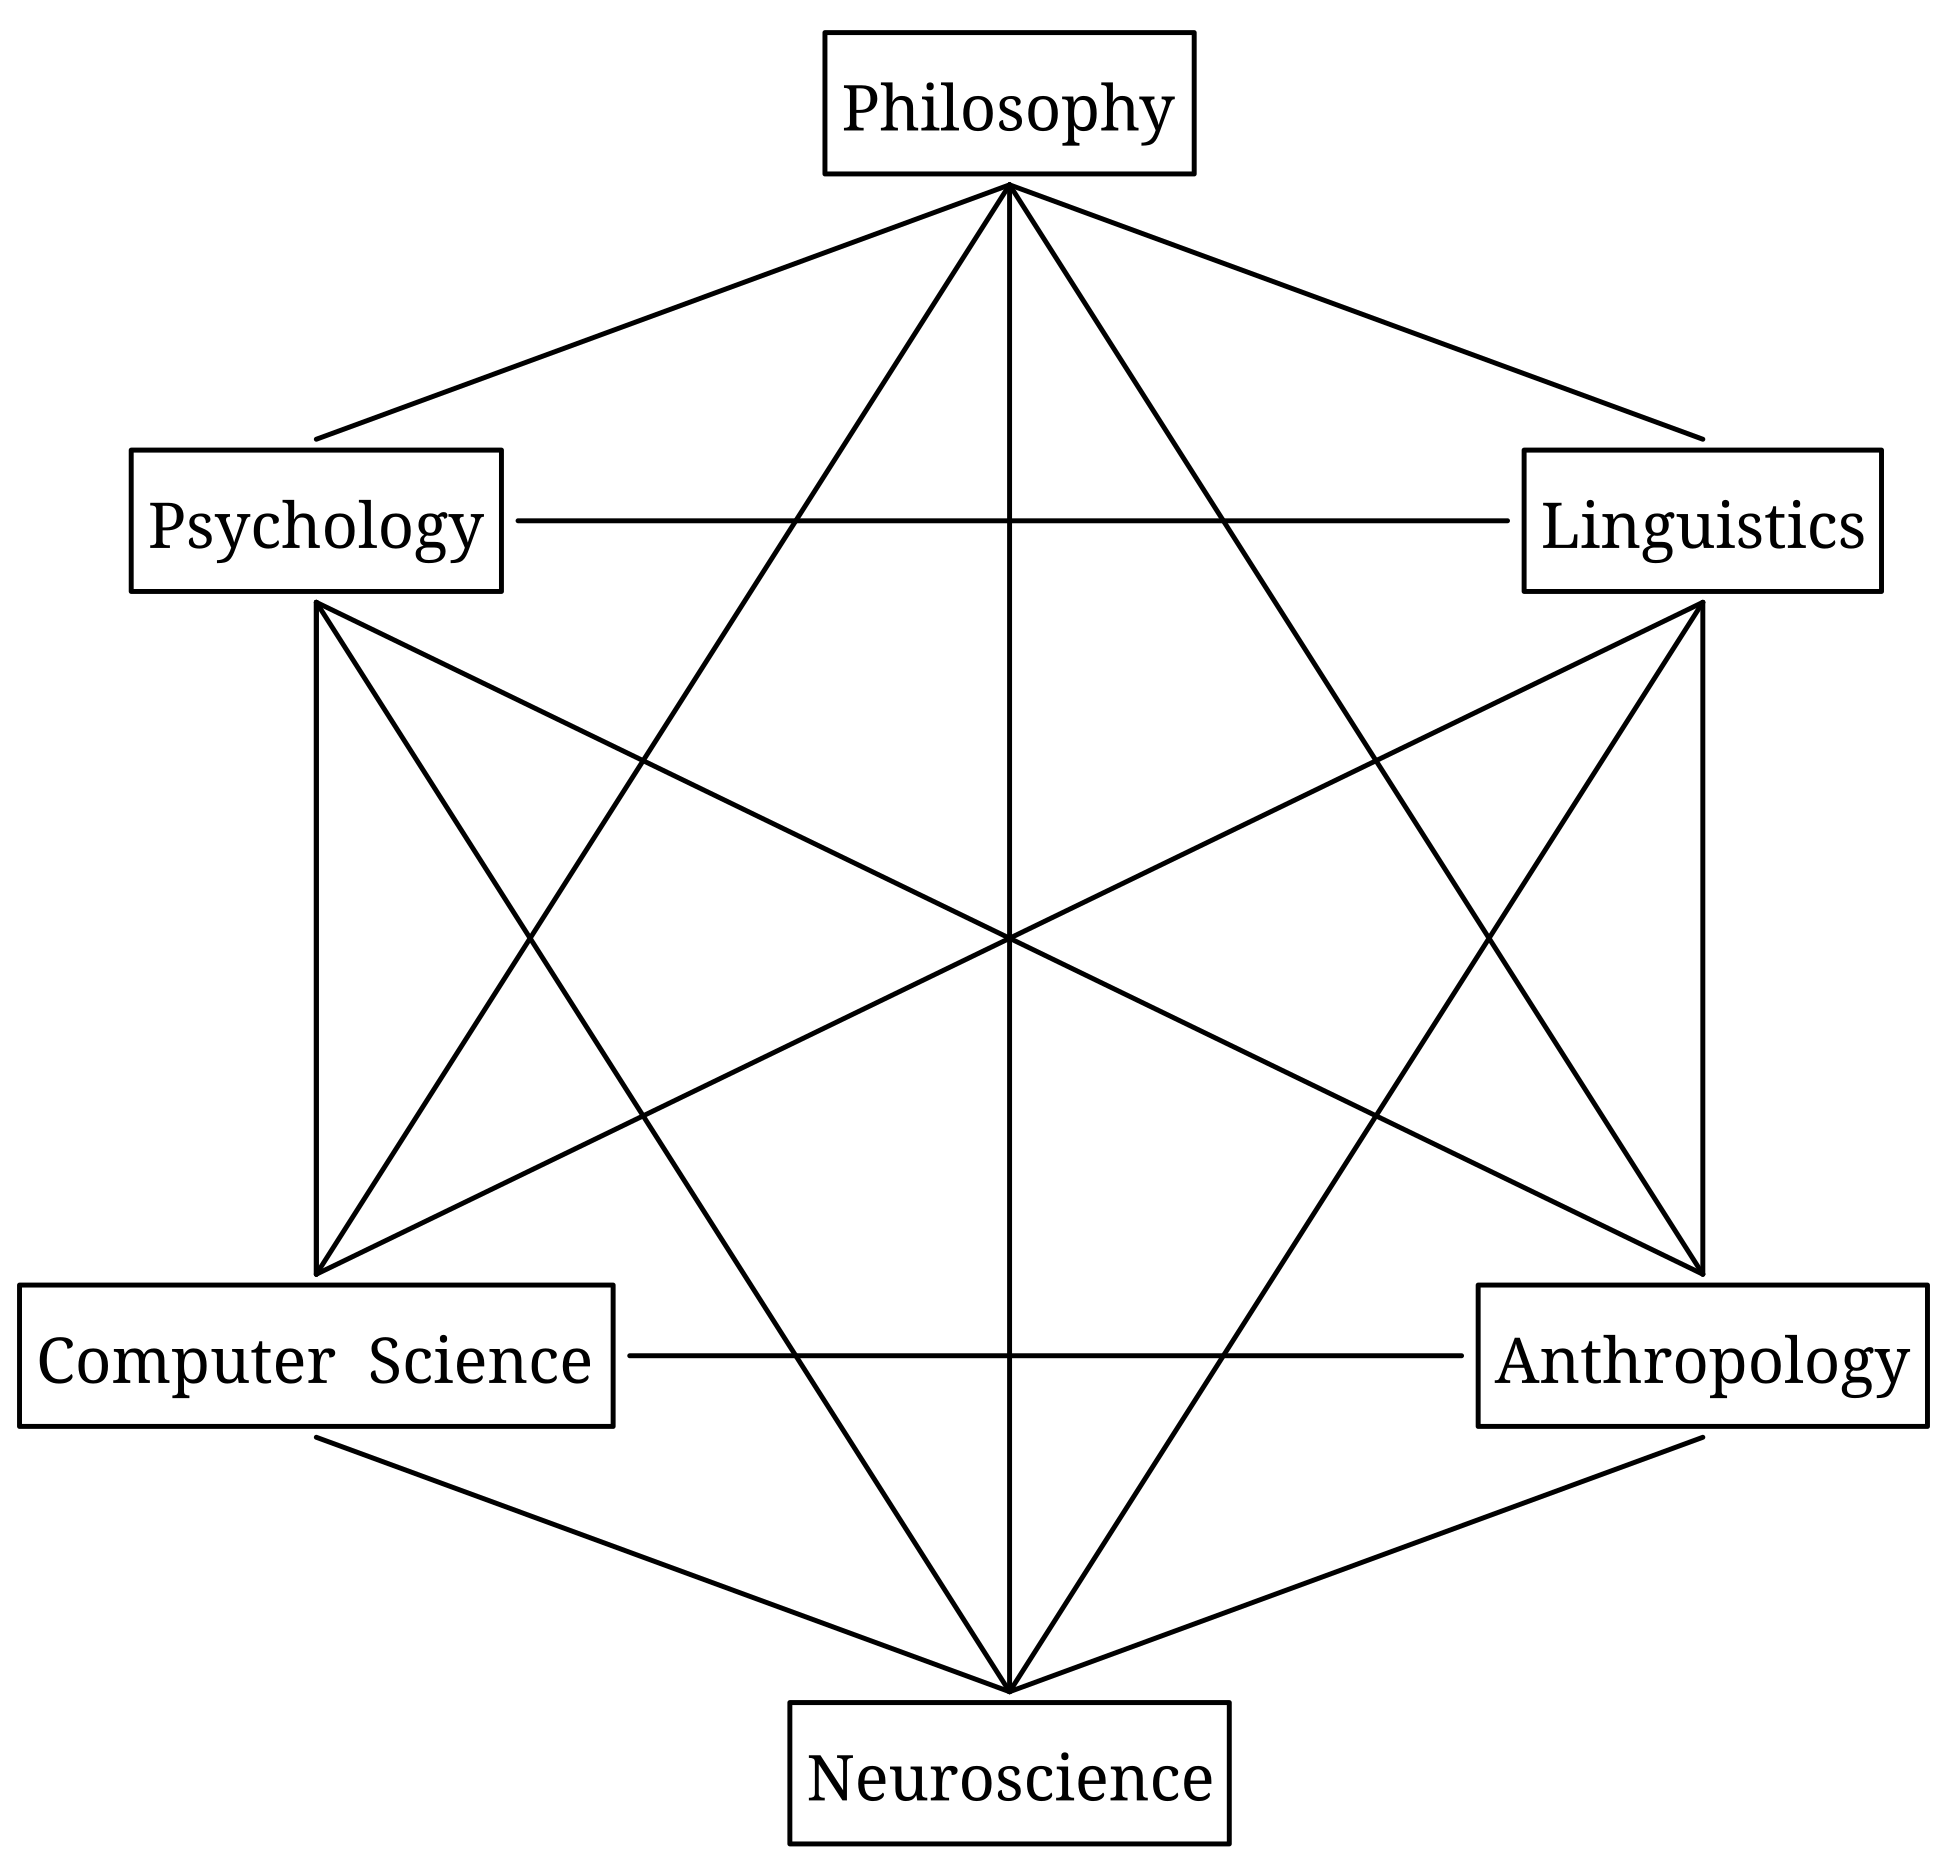 Philosophy
Psychology
Linguistics
Computer Science
Anthropology
Neuroscience